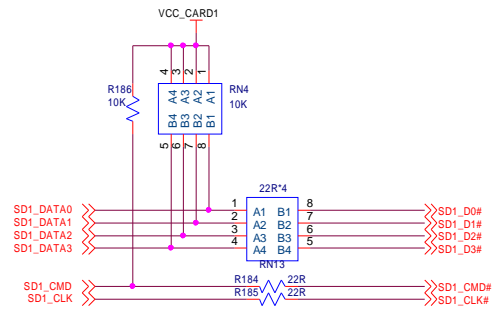 VCC_CARD1
4 3 2 1
R186
10K
A4 A3 A2 A1
B4 B3 B2 B1
RN4
10K
5 6 7 8
22R*4
SD1_DATA0 1 A1 B1 8 SD1_D0#
SD1_DATA1 2 A2 B2 7 SD1_D1#
SD1_DATA2 3 A3 B3 6 SD1_D2#
SD1_DATA3 4 A4 B4 5 SD1_D3#
RN13
SD1_CMD R184 22R SD1_CMD#
SD1_CLK R185 22R SD1_CLK#